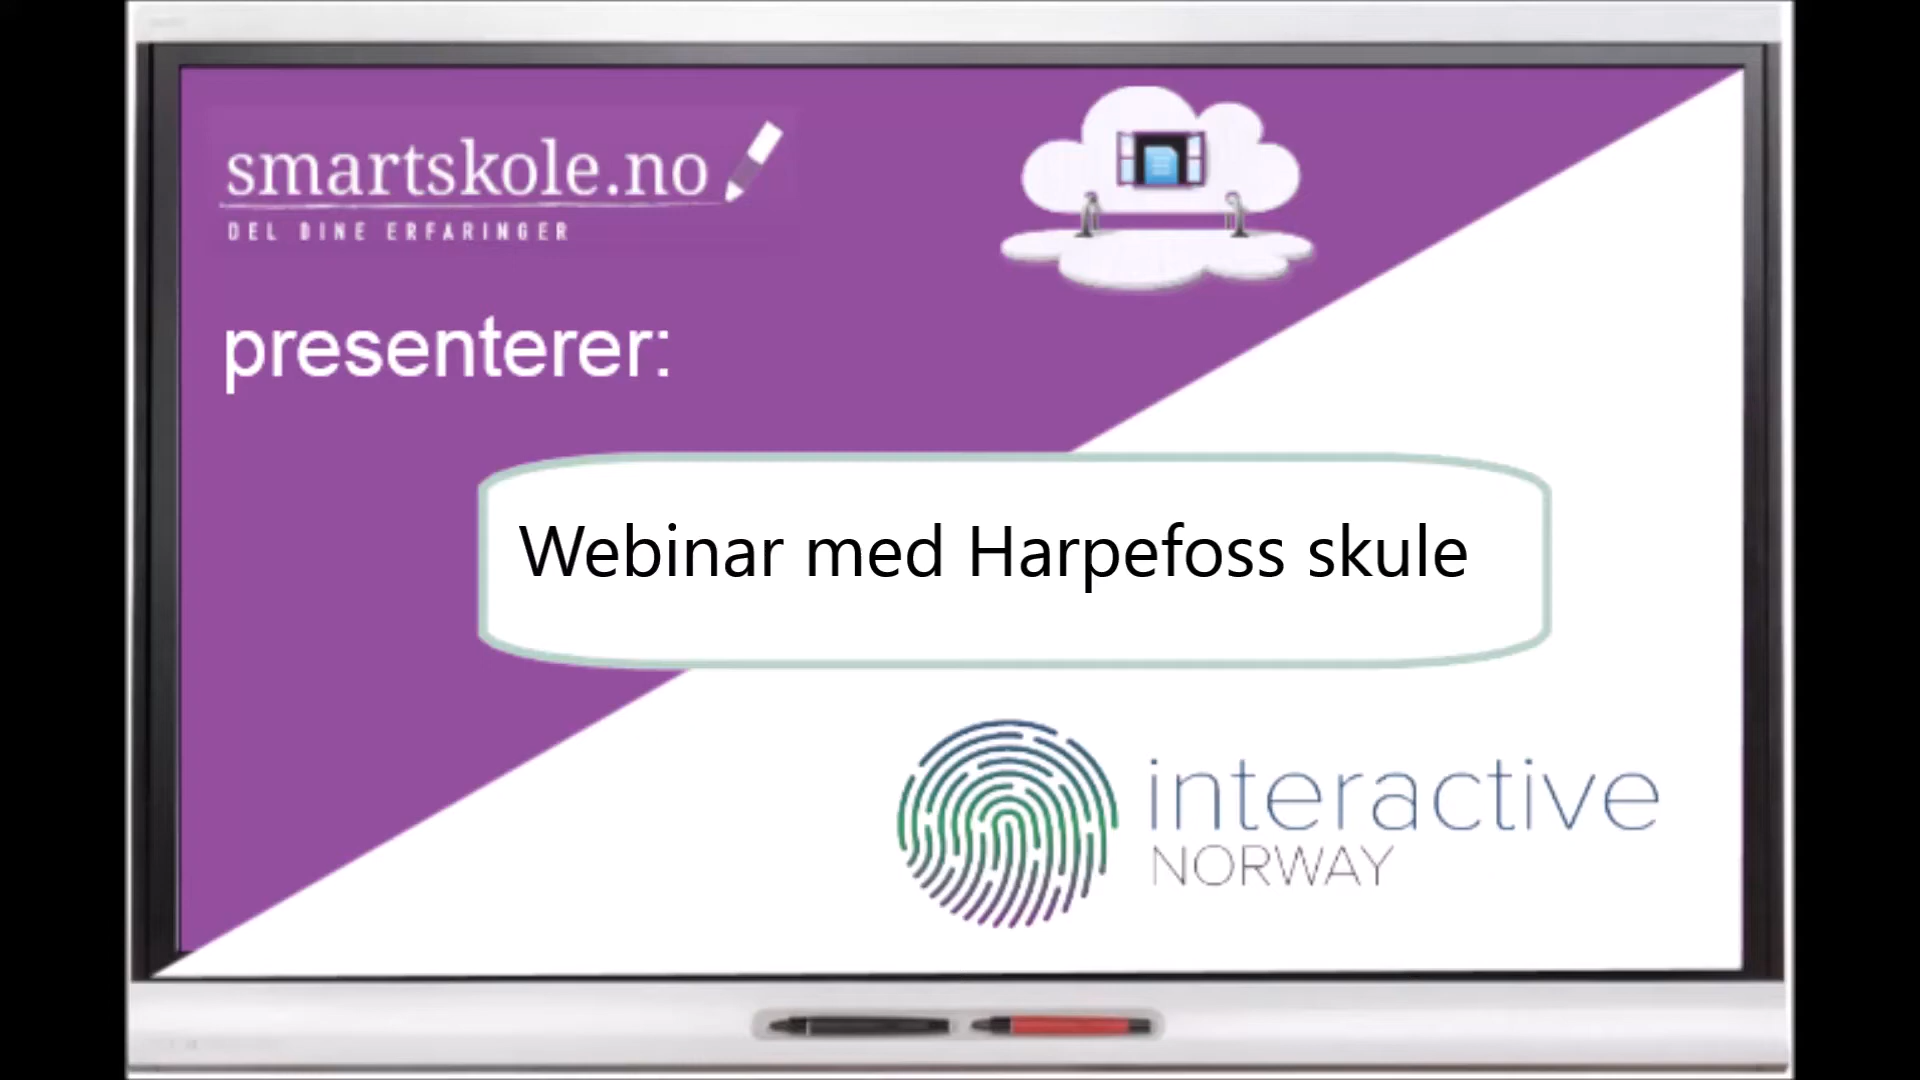 smartskole.no
DEL DINE ERFARINGER
presenterer:
Webinar med Harpefoss skule
interactive
NORWAY